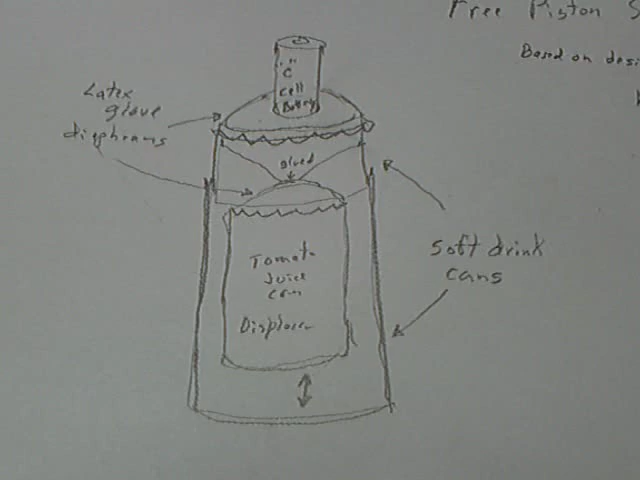 Free Piston S
Based on desi
"C"
cell
Battery
Latex
glove
diaphrams
glued
Soft drink
cans
Tomato
Juice
can
Displacer